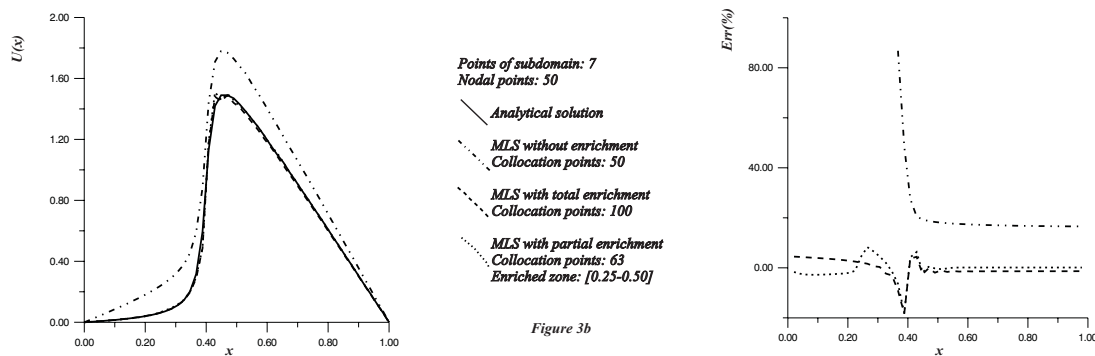 U(x)
2.00
1.60
1.20
0.80
0.40
0.00
0.00 0.20 0.40 0.60 0.80 1.00
x
Points of subdomain: 7
Nodal points: 50
Analytical solution
MLS without enrichment
Collocation points: 50
MLS with total enrichment
Collocation points: 100
MLS with partial enrichment
Collocation points: 63
Enriched zone: [0.25-0.50]
Figure 3b
Err(%)
80.00
40.00
0.00
0.00 0.20 0.40 0.60 0.80 1.00
x